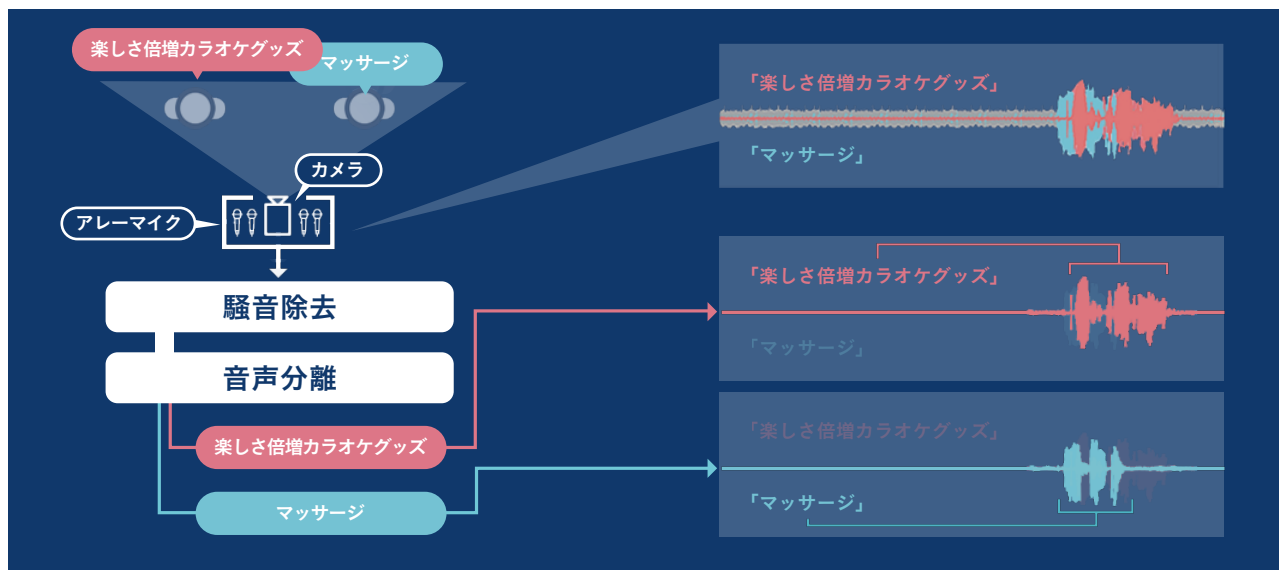 楽しさ倍増カラオケグッズ
マッサージ
カメラ
アレーマイク
騒音除去
音声分離
楽しさ倍増カラオケグッズ
マッサージ
「楽しさ倍増カラオケグッズ」
「マッサージ」
「楽しさ倍増カラオケグッズ」
「マッサージ」
「楽しさ倍増カラオケグッズ」
「マッサージ」